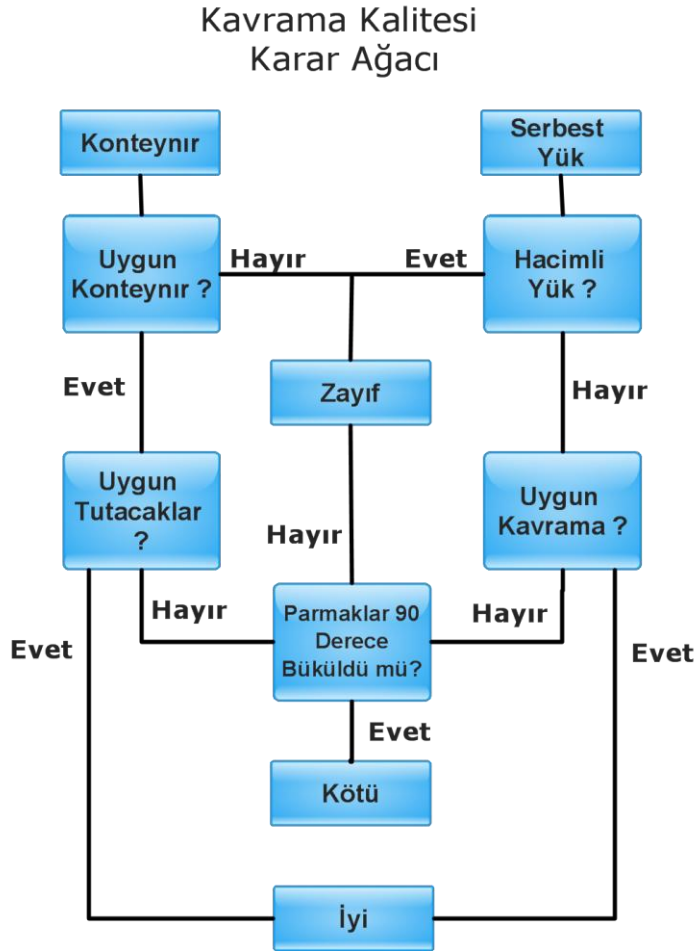 Kavrama Kalitesi
Karar Ağacı
Konteynır
Serbest
Yük
Uygun
Konteynır ?
Hayır
Evet
Hacimli
Yük ?
Evet
Zayıf
Hayır
Uygun
Tutacaklar
?
Uygun
Kavrama ?
Hayır
Hayır
Parmaklar 90
Derece
Büküldü mü?
Hayır
Evet
Evet
Evet
Kötü
İyi